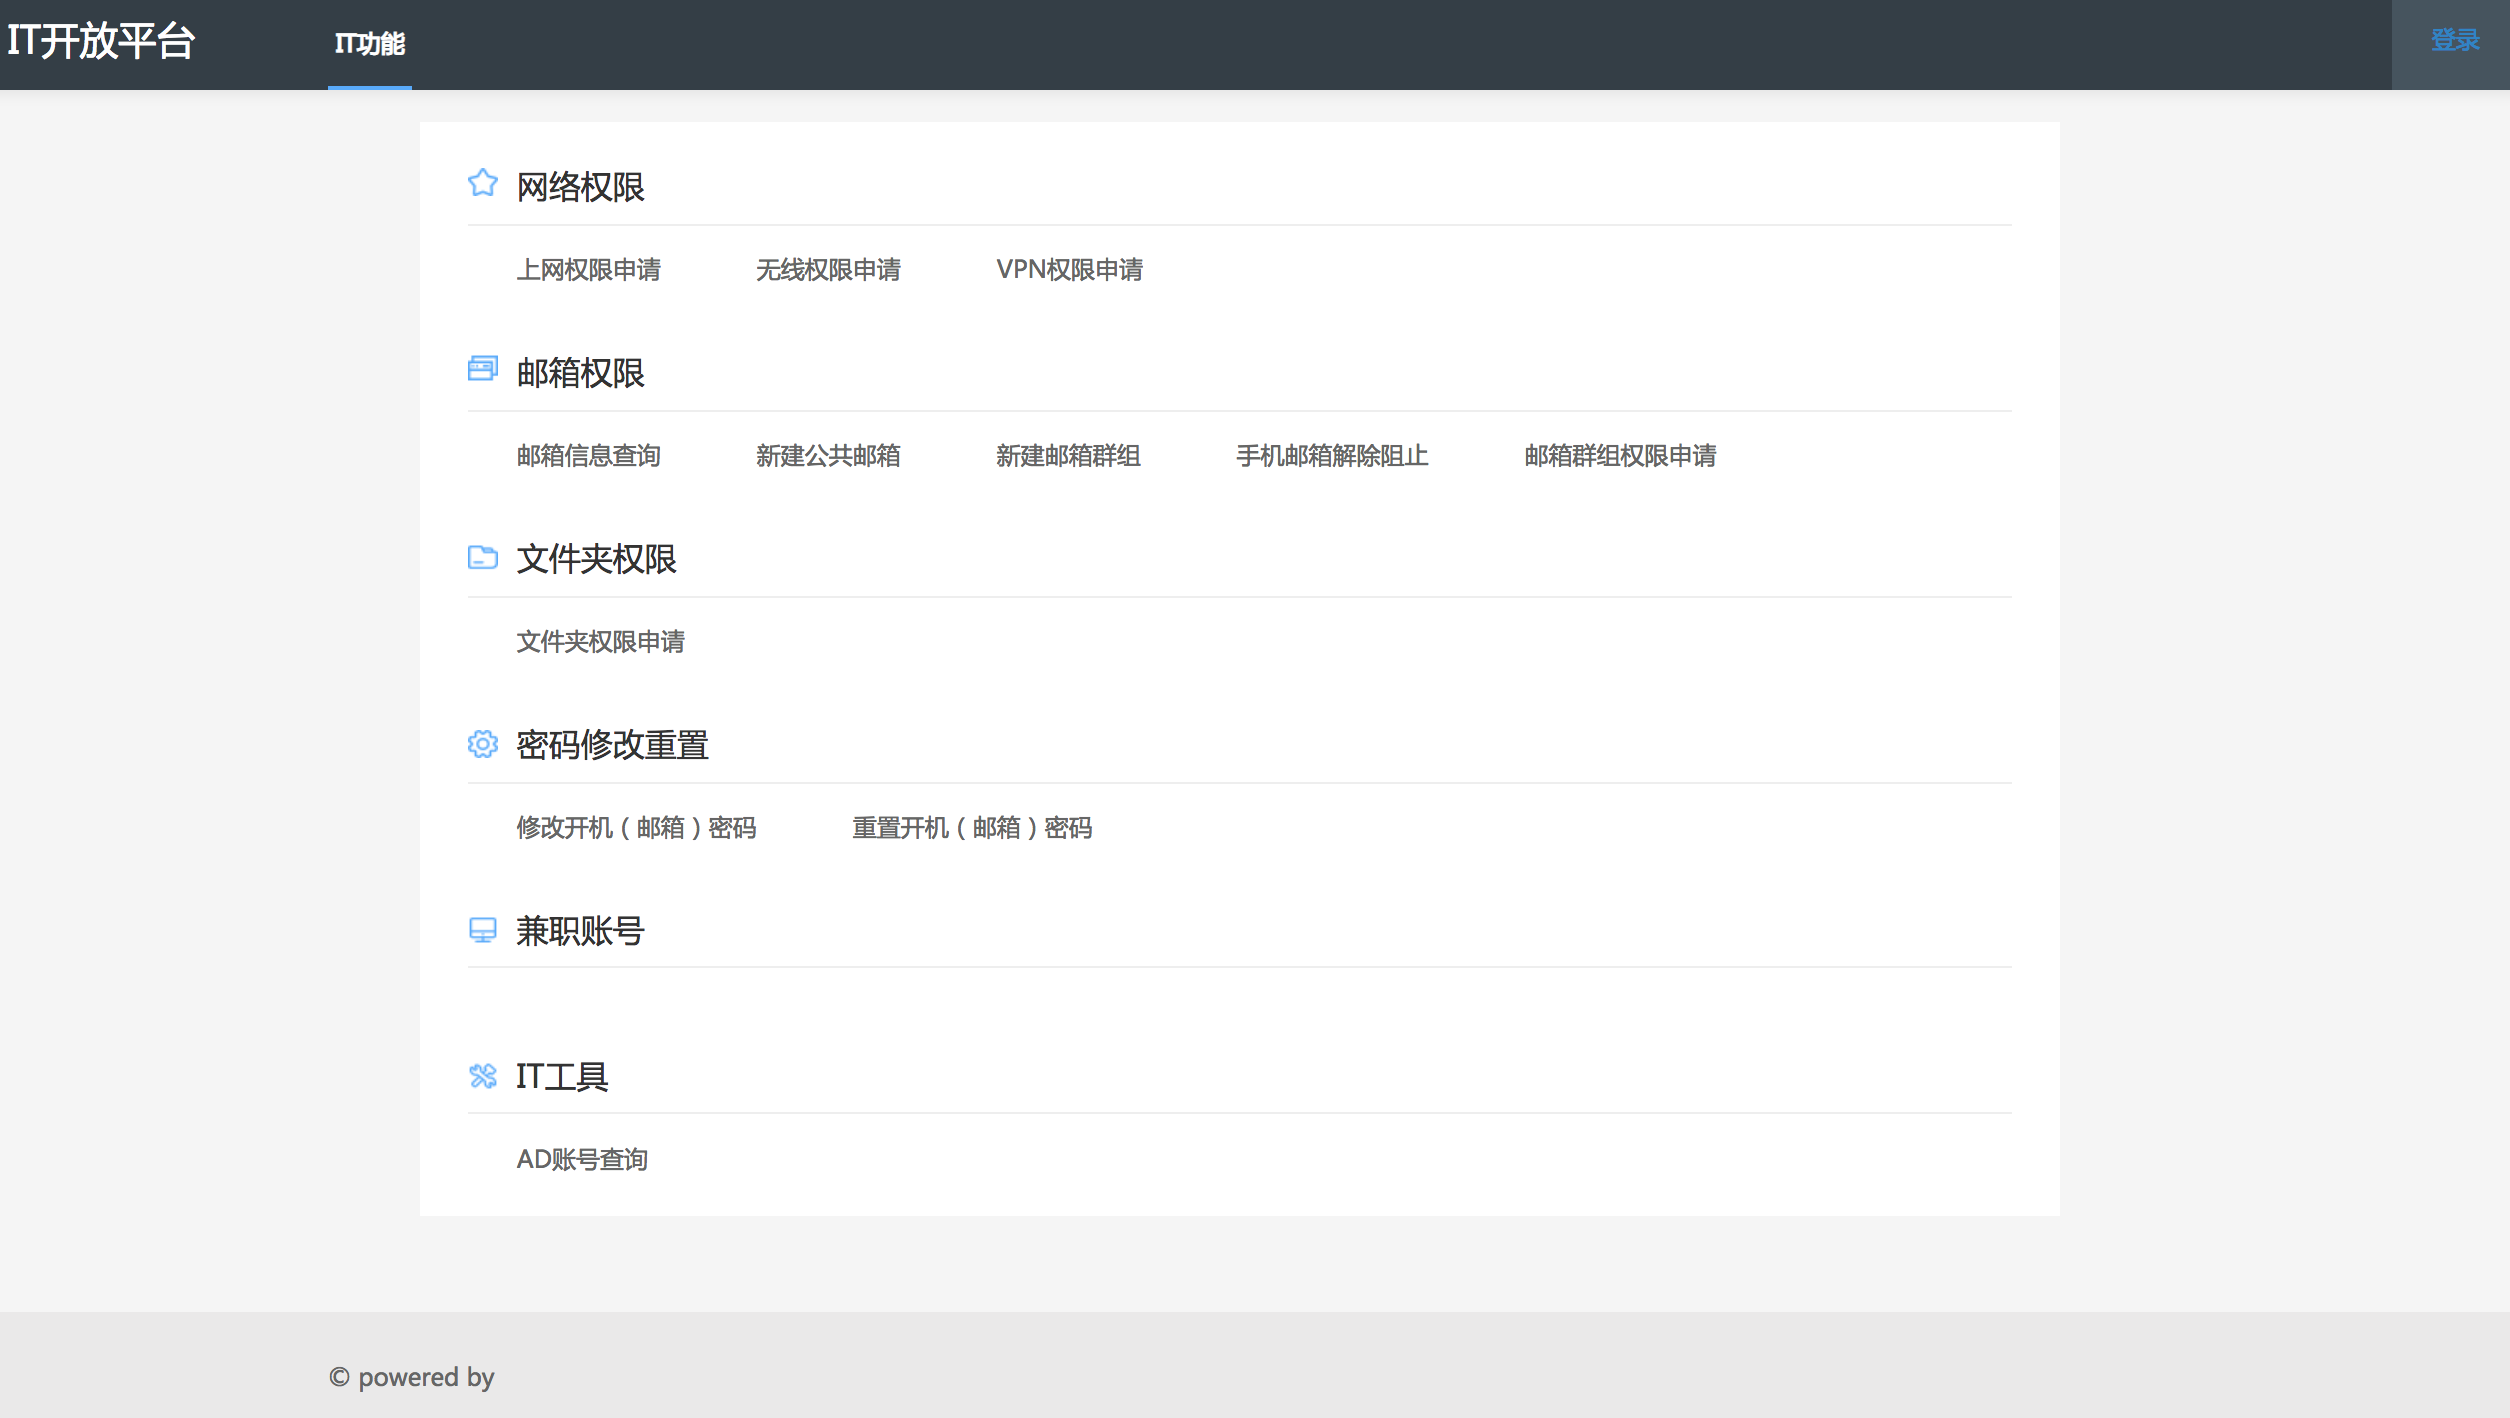 IT开放平台 IT功能 登录
网络权限
上网权限申请 无线权限申请 VPN权限申请
邮箱权限
邮箱信息查询 新建公共邮箱 新建邮箱群组 手机邮箱解除阻止 邮箱群组权限申请
文件夹权限
文件夹权限申请
密码修改重置
修改开机（邮箱）密码 重置开机（邮箱）密码
兼职账号
IT工具
AD账号查询
© powered by